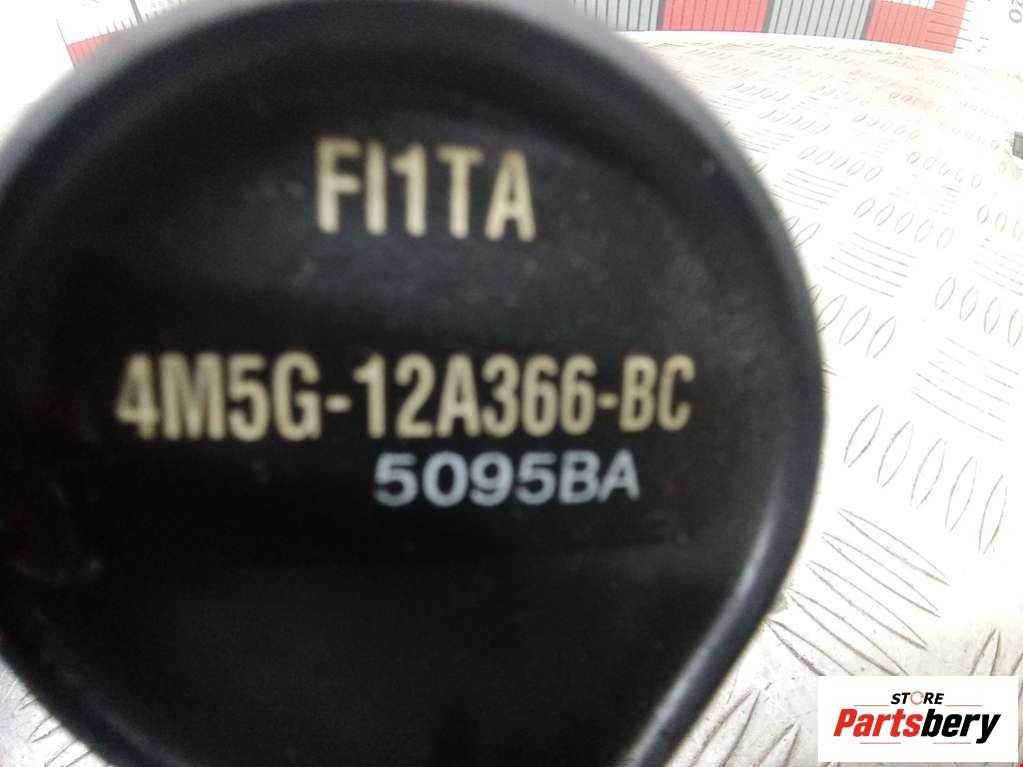 FI1TA
4M5G-12A366-BC
5095BA
STORE
Partsbery